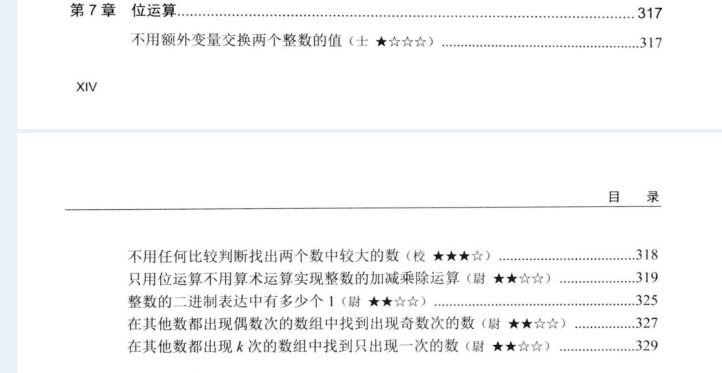 第 7 章 位运算....................317
不用额外变量交换两个整数的值（士 ★☆☆☆）....................317
XIV
目 录
不用任何比较判断找出两个数中较大的数（校 ★★★☆）....................318
只用位运算不用算术运算实现整数的加减乘除运算（尉 ★★☆☆）....................319
整数的二进制表达中有多少个 1（尉 ★★☆☆）....................325
在其他数都出现偶数次的数组中找到出现奇数次的数（尉 ★★☆☆）....................327
在其他数都出现 k 次的数组中找到只出现一次的数（尉 ★★☆☆）....................329